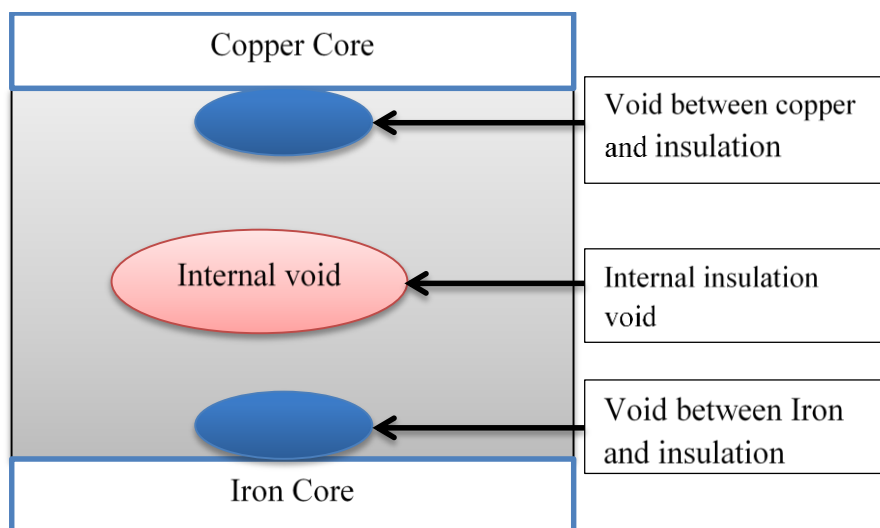 Copper Core
Void between copper
and insulation
Internal void
Internal insulation
void
Void between Iron
and insulation
Iron Core